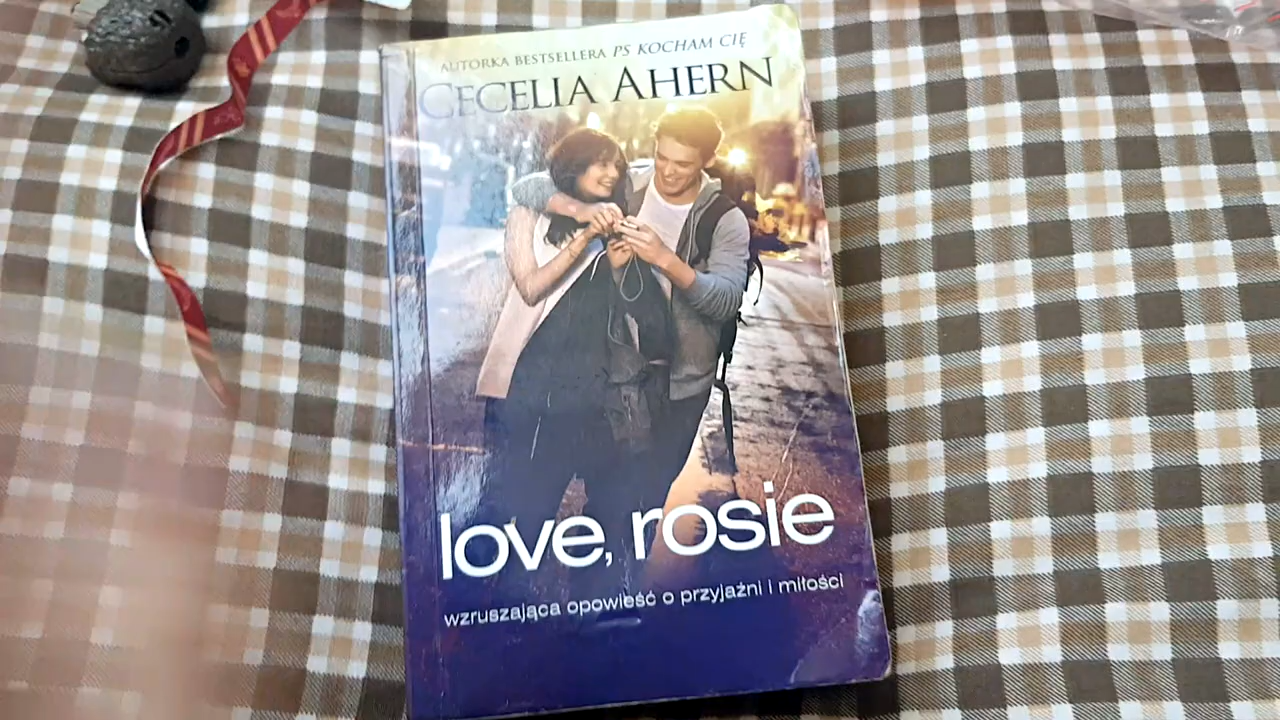 AUTORKA BESTSELLERA PS KOCHAM CIĘ
CECELIA AHERN
love, rosie
wzruszająca opowieść o przyjaźni i miłości